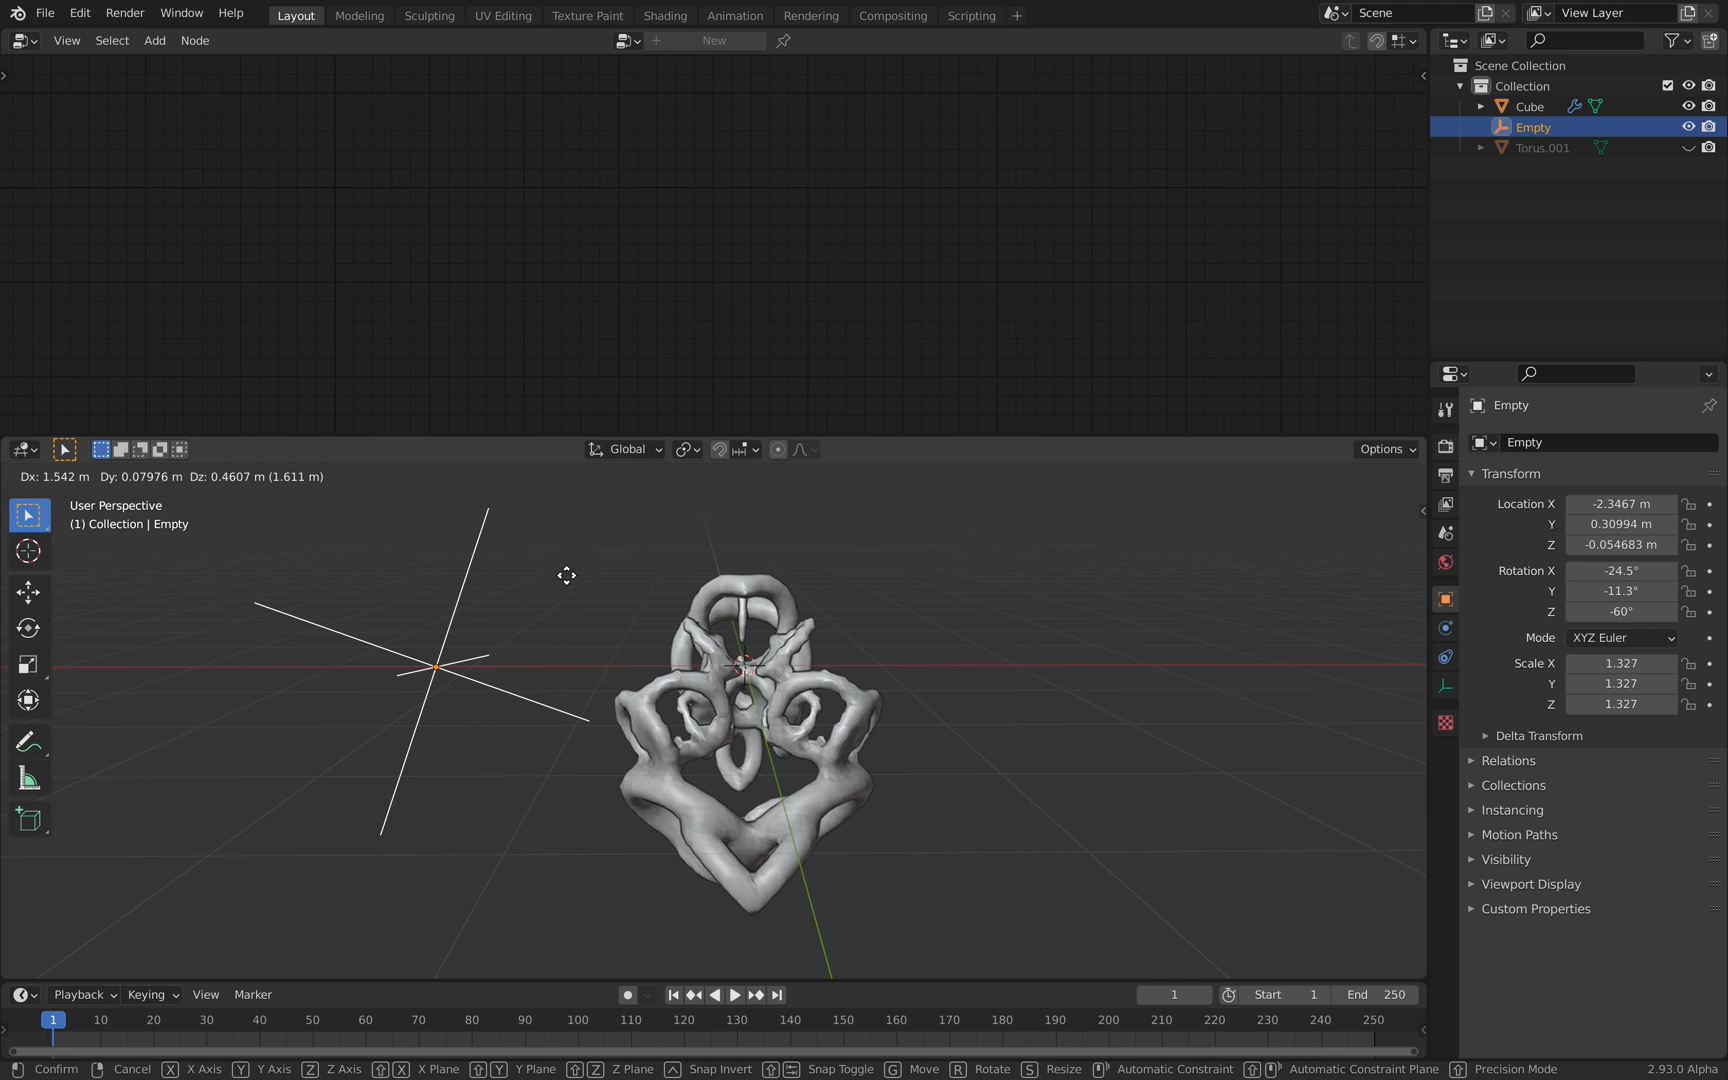 File Edit Render Window Help Layout Modeling Sculpting UV Editing Texture Paint Shading Animation Rendering Compositing Scripting + Scene View Layer
View Select Add Node New
Scene Collection
Collection
Cube
Empty
Torus.001
Empty
Empty
Global Options
Transform
Dx: 1.542 m Dy: 0.07976 m Dz: 0.4607 m (1.611 m)
User Perspective
(1) Collection | Empty
Location X -2.3467 m
Y 0.30994 m
Z -0.054683 m
Rotation X -24.5°
Y -11.3°
Z -60°
Mode XYZ Euler
Scale X 1.327
Y 1.327
Z 1.327
Delta Transform
Relations
Collections
Instancing
Motion Paths
Visibility
Viewport Display
Custom Properties
Playback Keying View Marker 1 Start 1 End 250
1 10 20 30 40 50 60 70 80 90 100 110 120 130 140 150 160 170 180 190 200 210 220 230 240 250
Confirm Cancel X X Axis Y Y Axis Z Z Axis X X Plane Y Y Plane Z Z Plane Snap Invert Snap Toggle G Move R Rotate S Resize Automatic Constraint Automatic Constraint Plane Precision Mode 2.93.0 Alpha